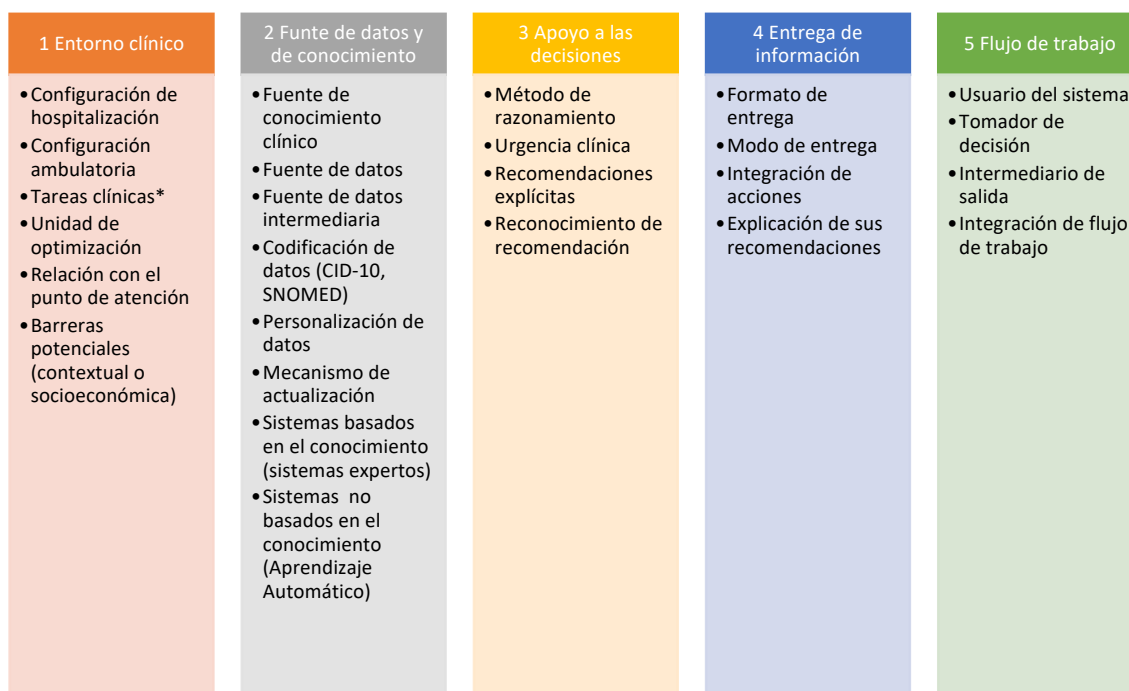 1 Entorno clínico
•Configuración de
hospitalización
•Configuración
ambulatoria
•Tareas clínicas*
•Unidad de
optimización
•Relación con el
punto de atención
•Barreras
potenciales
(contextual o
socioeconómica)
2 Funte de datos y
de conocimiento
•Fuente de
conocimiento
clínico
•Fuente de datos
•Fuente de datos
intermediaria
•Codificación de
datos (CID-10,
SNOMED)
•Personalización de
datos
•Mecanismo de
actualización
•Sistemas basados
en el conocimiento
(sistemas expertos)
•Sistemas no
basados en el
conocimiento
(Aprendizaje
Automático)
3 Apoyo a las
decisiones
•Método de
razonamiento
•Urgencia clínica
•Recomendaciones
explícitas
•Reconocimiento de
recomendación
4 Entrega de
información
•Formato de
entrega
•Modo de entrega
•Integración de
acciones
•Explicación de sus
recomendaciones
5 Flujo de trabajo
•Usuario del sistema
•Tomador de
decisión
•Intermediario de
salida
•Integración de flujo
de trabajo